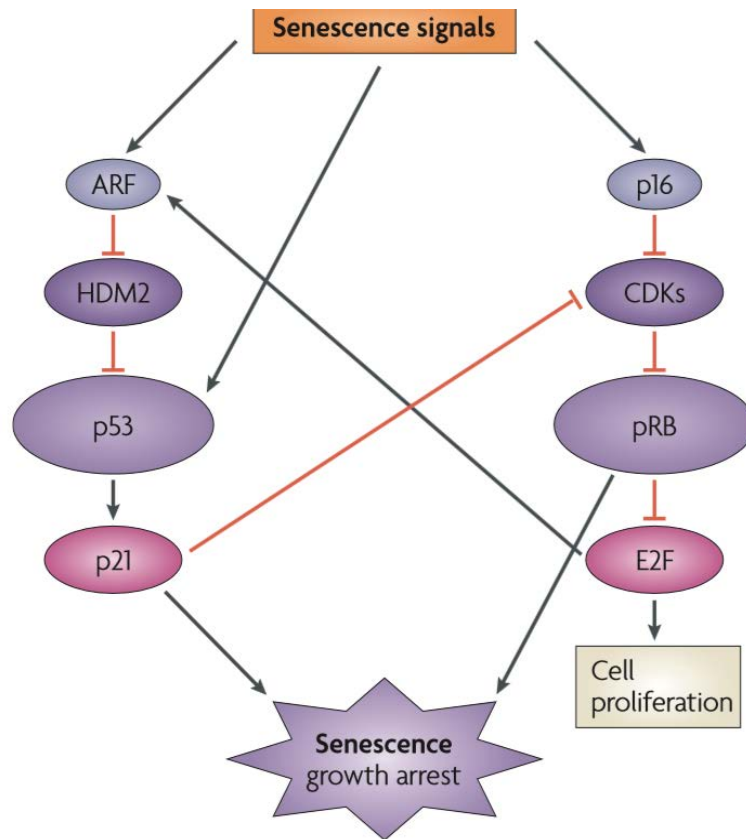 Senescence signals
ARF
p16
HDM2
CDKs
p53
pRB
p21
E2F
Cell
proliferation
Senescence
growth arrest